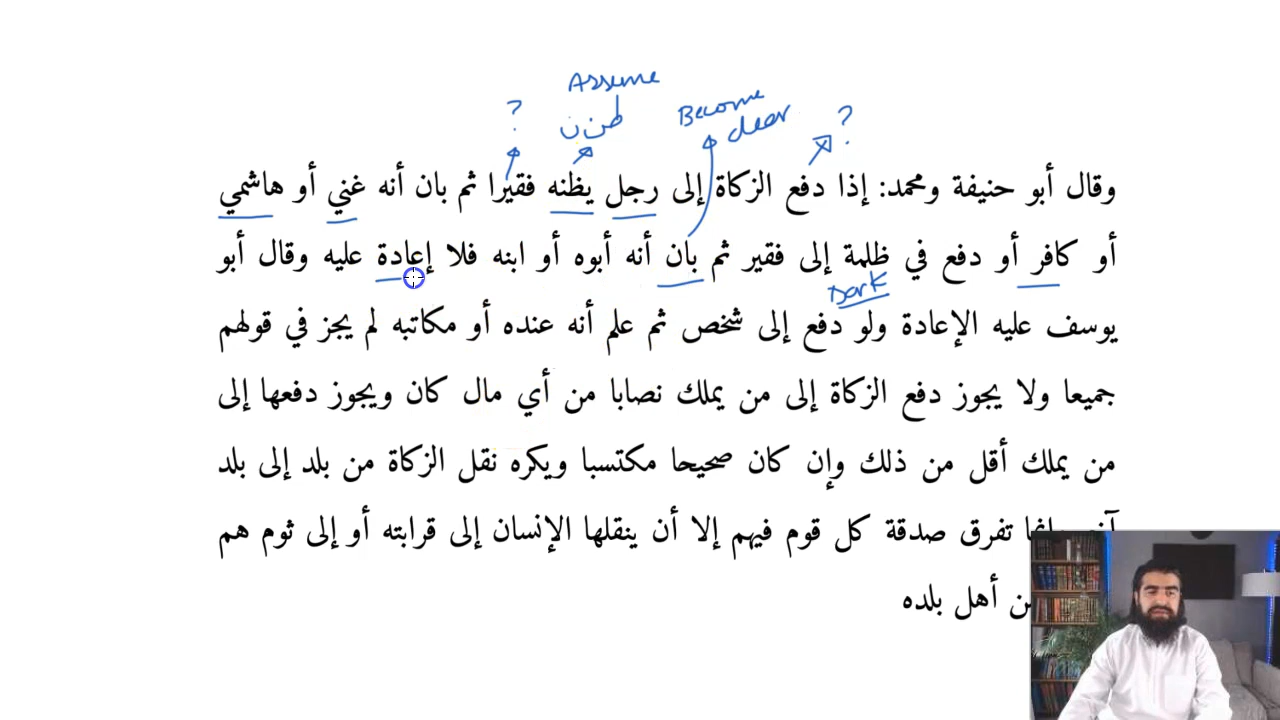 Assume
?
ظن ن
Become
clear
?
وقال أبو حنيفة ومحمد: إذا دفع الزكاة إلى رجل يظنه فقيرا ثم بان أنه غني أو هاشمي
أو كافر أو دفع في ظلمة إلى فقير ثم بان أنه أبوه أو ابنه فلا إعادة عليه وقال أبو
Dark
يوسف عليه الإعادة ولو دفع إلى شخص ثم علم أنه عنده أو مكاتبه لم يجز في قولهم
جميعا ولا يجوز دفع الزكاة إلى من يملك نصابا من أي مال كان ويجوز دفعها إلى
من يملك أقل من ذلك وإن كان صحيحا مكتسبا ويكره نقل الزكاة من بلد إلى بلد
تفرق صدقة كل قوم فيهم إلا أن ينقلها الإنسان إلى قرابته أو إلى ثوم هم
أهل بلده